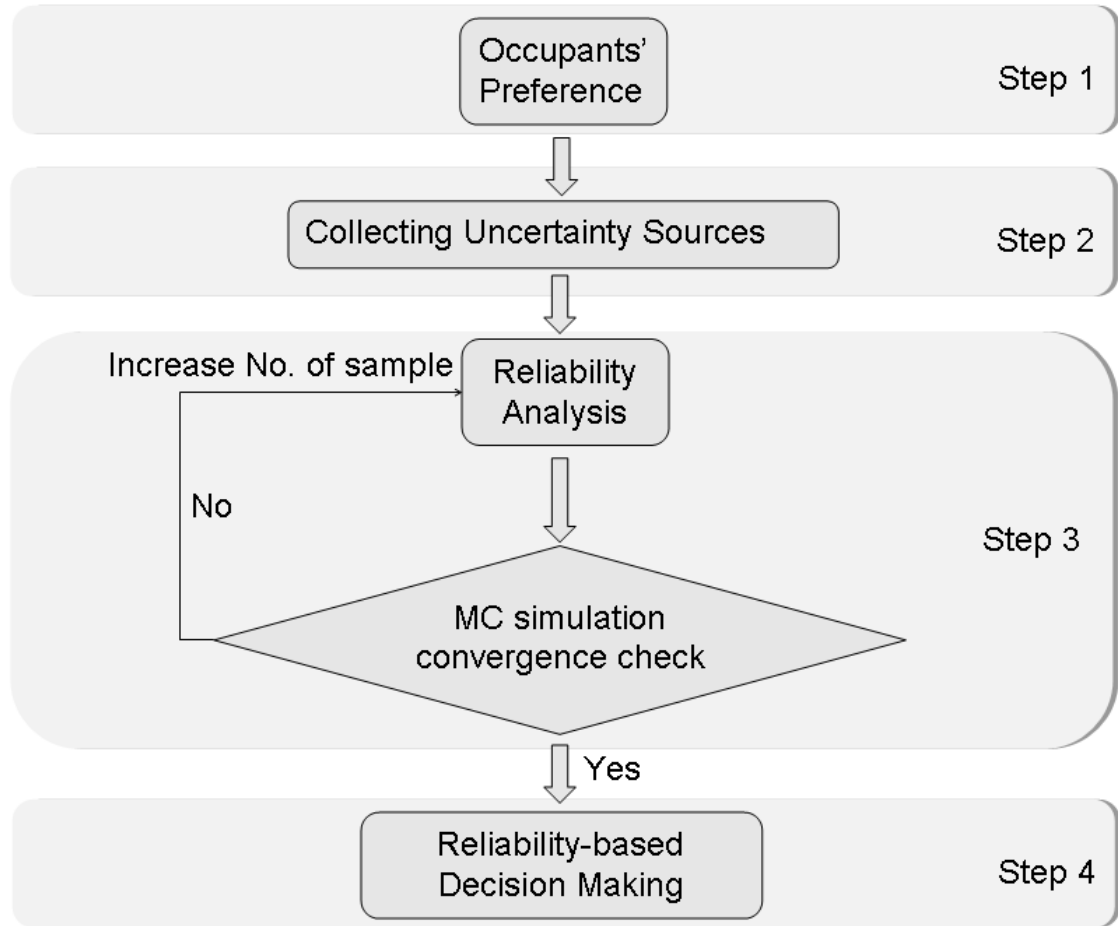 Occupants'
Preference
Step 1
Collecting Uncertainty Sources
Step 2
Increase No. of sample
Reliability
Analysis
No
Step 3
MC simulation
convergence check
Yes
Reliability-based
Decision Making
Step 4